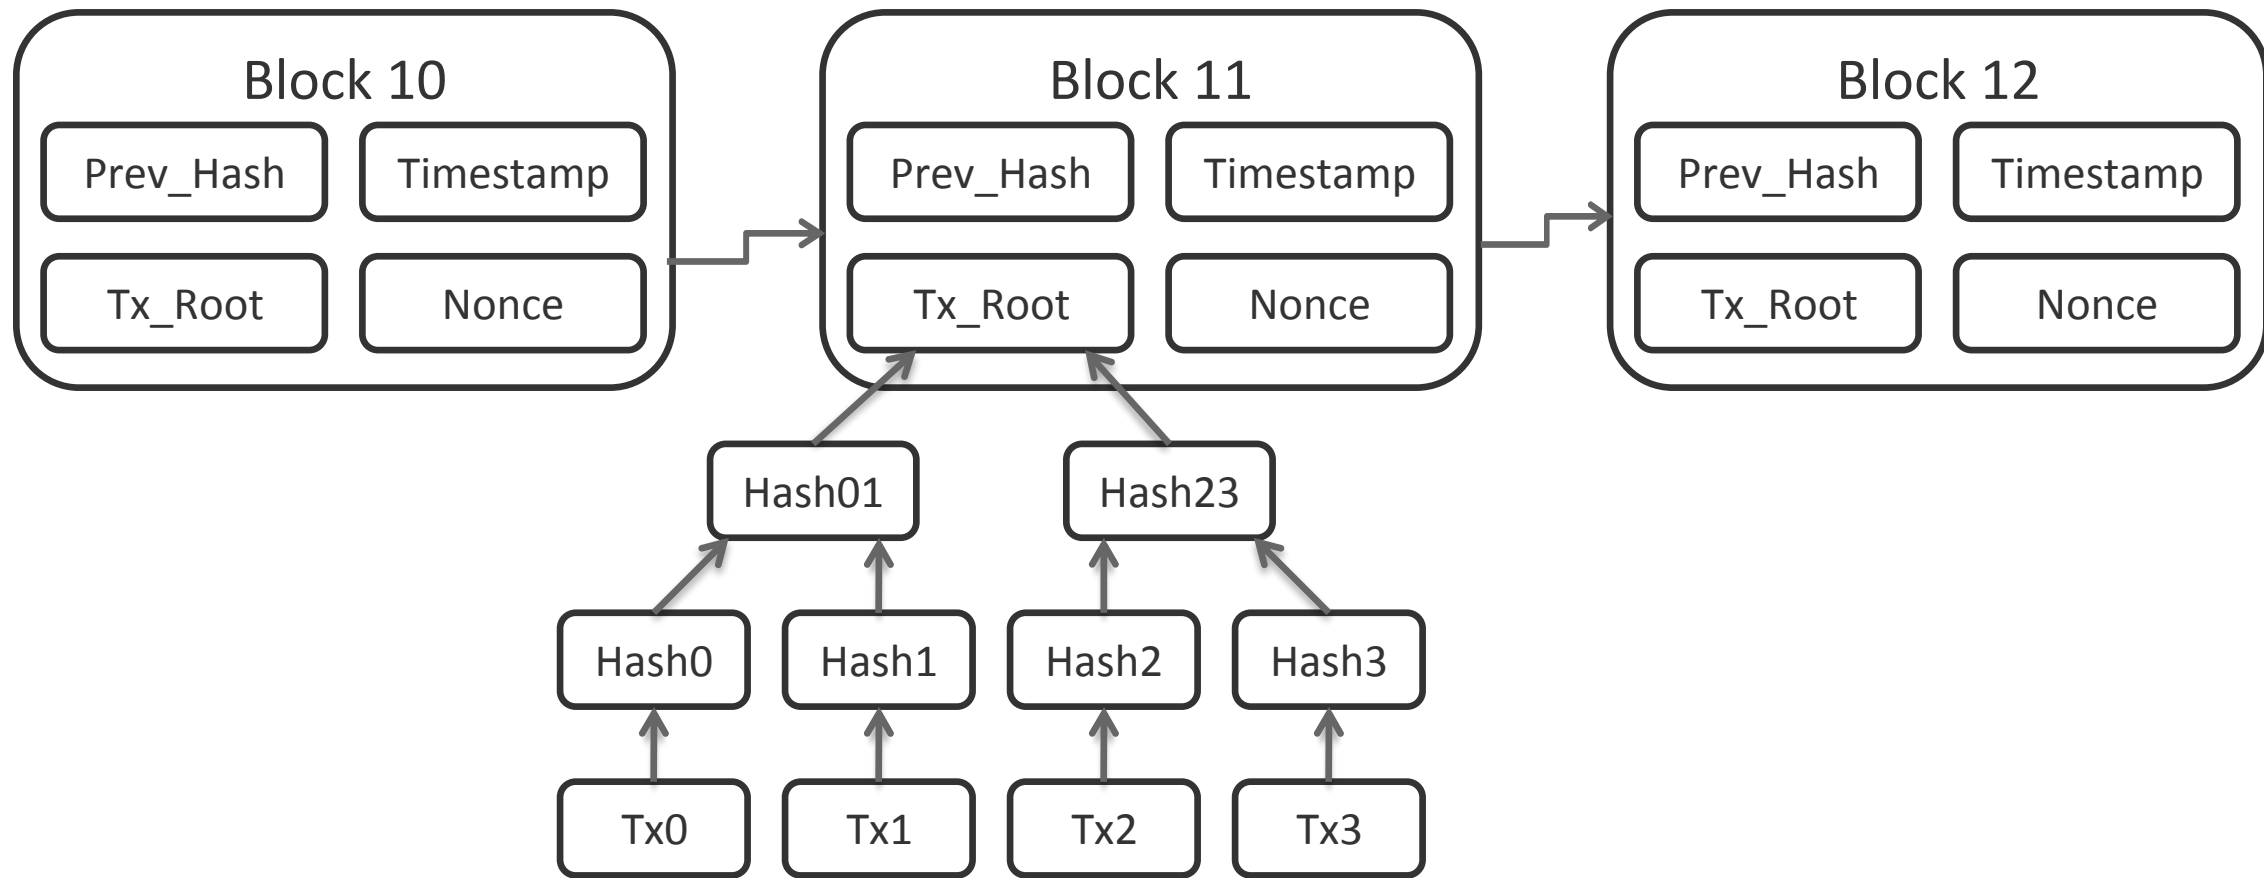 Block 10
Block 11
Block 12
Prev_Hash
Timestamp
Prev_Hash
Timestamp
Prev_Hash
Timestamp
Tx_Root
Nonce
Tx_Root
Nonce
Tx_Root
Nonce
Hash01
Hash23
Hash0
Hash1
Hash2
Hash3
Tx0
Tx1
Tx2
Tx3